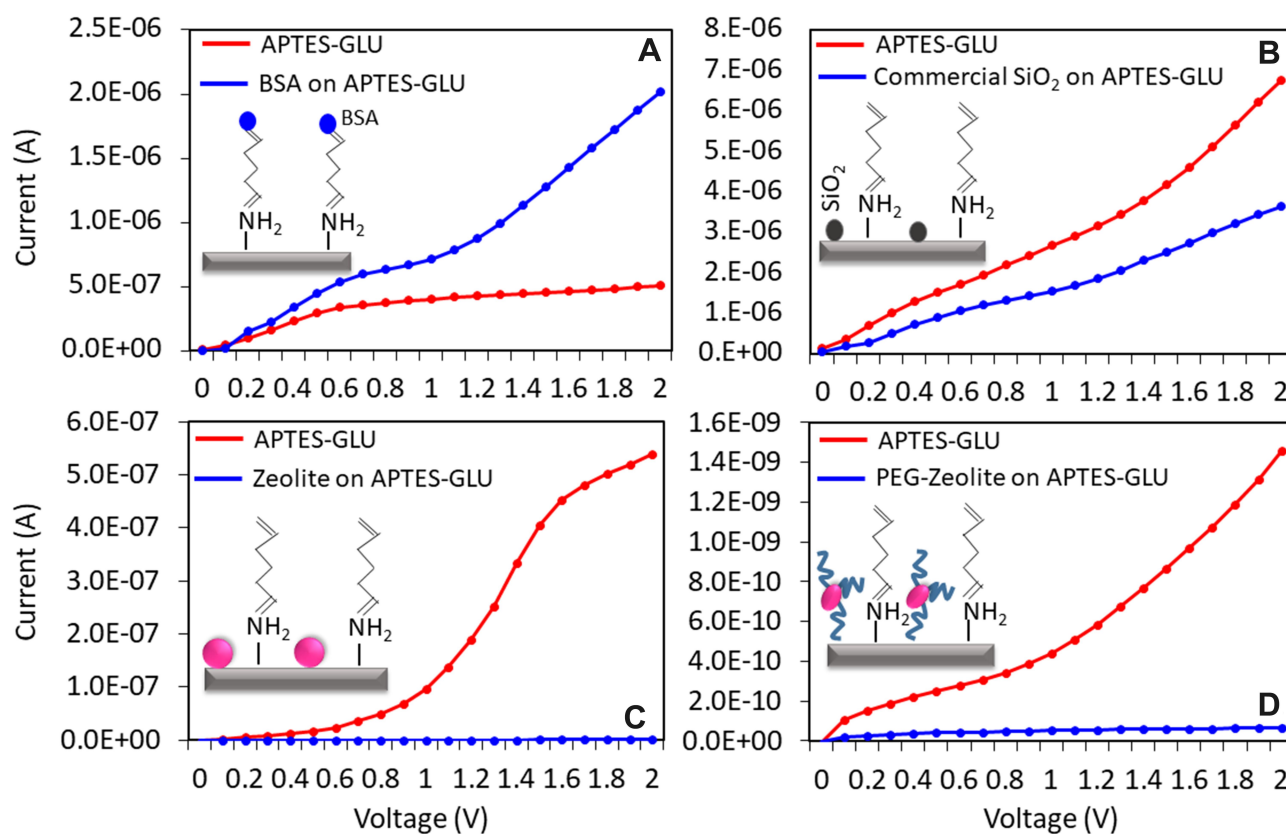 2.5E-06
2.0E-06
1.5E-06
1.0E-06
5.0E-07
0.0E+00
Current (A)
APTES-GLU
BSA on APTES-GLU
A
BSA
NH2 NH2
0 0.2 0.4 0.6 0.8 1 1.2 1.4 1.6 1.8 2
8.E-06
7.E-06
6.E-06
5.E-06
4.E-06
3.E-06
2.E-06
1.E-06
0.E+00
APTES-GLU
Commercial SiO2 on APTES-GLU
B
SiO2
NH2 NH2
0 0.2 0.4 0.6 0.8 1 1.2 1.4 1.6 1.8 2
6.0E-07
5.0E-07
4.0E-07
3.0E-07
2.0E-07
1.0E-07
0.0E+00
Current (A)
APTES-GLU
Zeolite on APTES-GLU
NH2 NH2
C
0 0.2 0.4 0.6 0.8 1 1.2 1.4 1.6 1.8 2
Voltage (V)
1.6E-09
1.4E-09
1.2E-09
1.0E-09
8.0E-10
6.0E-10
4.0E-10
2.0E-10
0.0E+00
APTES-GLU
PEG-Zeolite on APTES-GLU
NH2 NH2
D
0 0.2 0.4 0.6 0.8 1 1.2 1.4 1.6 1.8 2
Voltage (V)